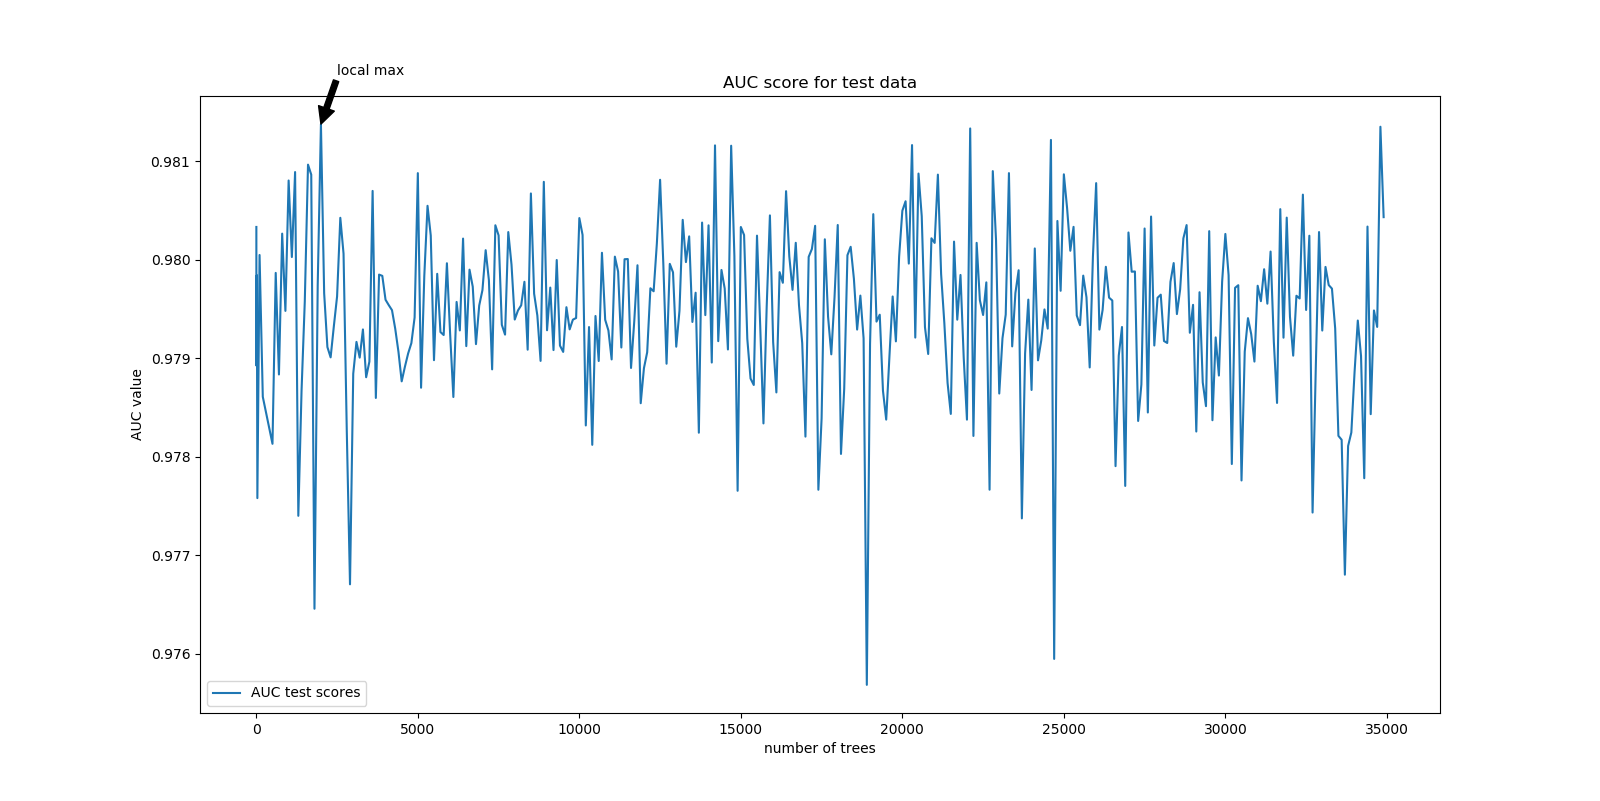 local max
AUC score for test data
0.981
0.980
0.979
0.978
0.977
0.976
AUC value
AUC test scores
0 5000 10000 15000 20000 25000 30000 35000
number of trees